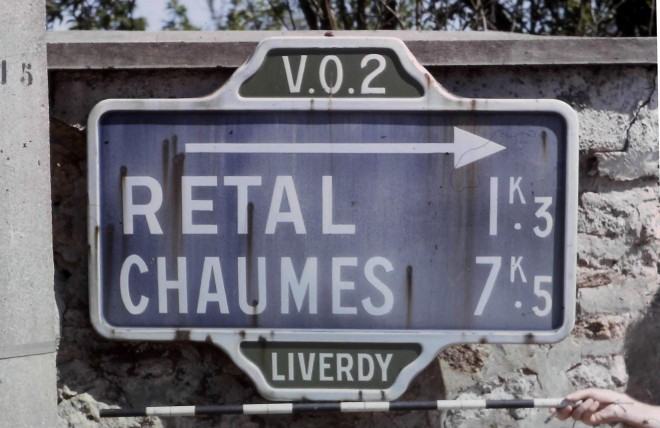 15
V.O.2
RETAL 1K.3
CHAUMES 7K.5
LIVERDY